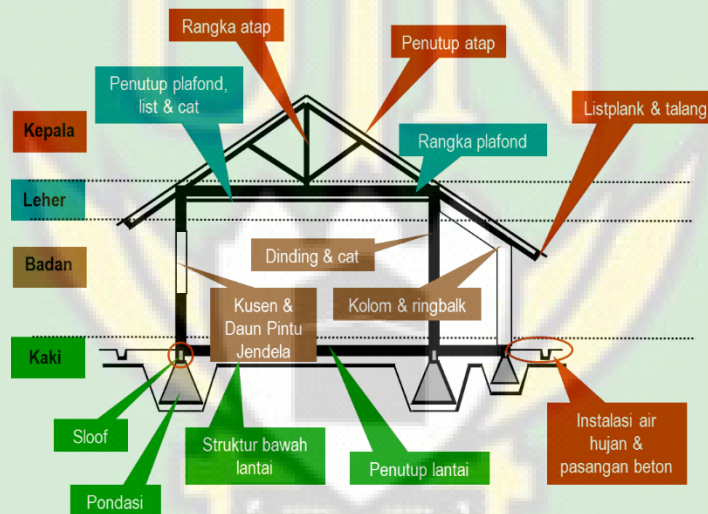 Rangka atap
Penutup atap
Penutup plafond,
list & cat
Listplank & talang
Kepala
Rangka plafond
Leher
Badan
Dinding & cat
Kusen &
Daun Pintu
Jendela
Kolom & ringbalk
Kaki
Sloof
Struktur bawah
lantai
Penutup lantai
Instalasi air
hujan &
pasangan beton
Pondasi